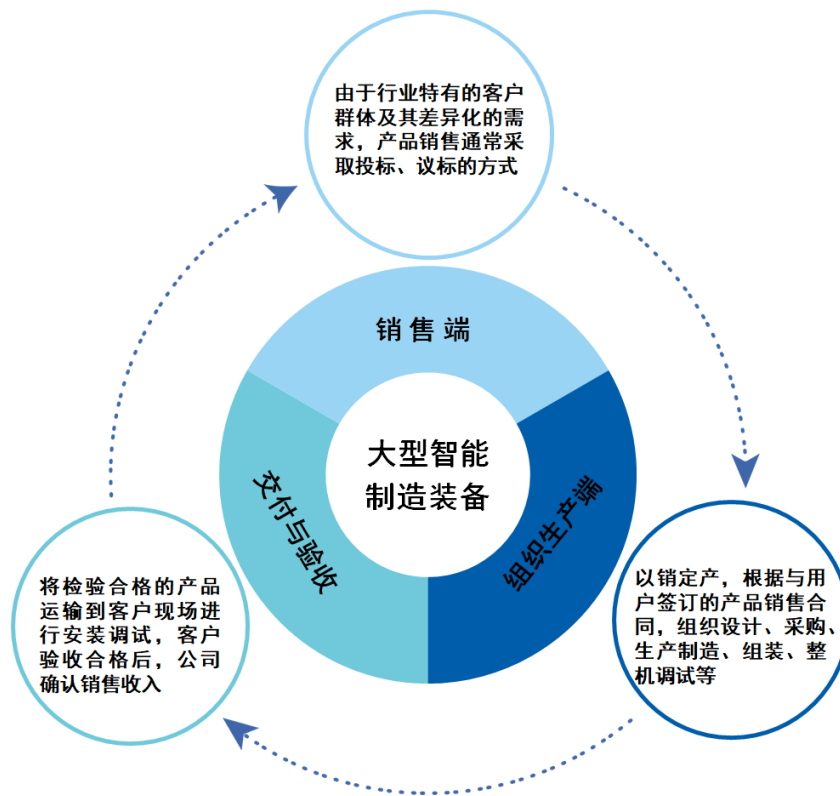 由于行业特有的客户
群体及其差异化的需
求，产品销售通常采
取投标、议标的方式
销售端
大型智能
制造装备
组织生产端
交付与验收
以销定产，根据与用
户签订的产品销售合
同，组织设计、采购、
生产制造、组装、整
机调试等
将检验合格的产品
运输到客户现场进
行安装调试，客户
验收合格后，公司
确认销售收入